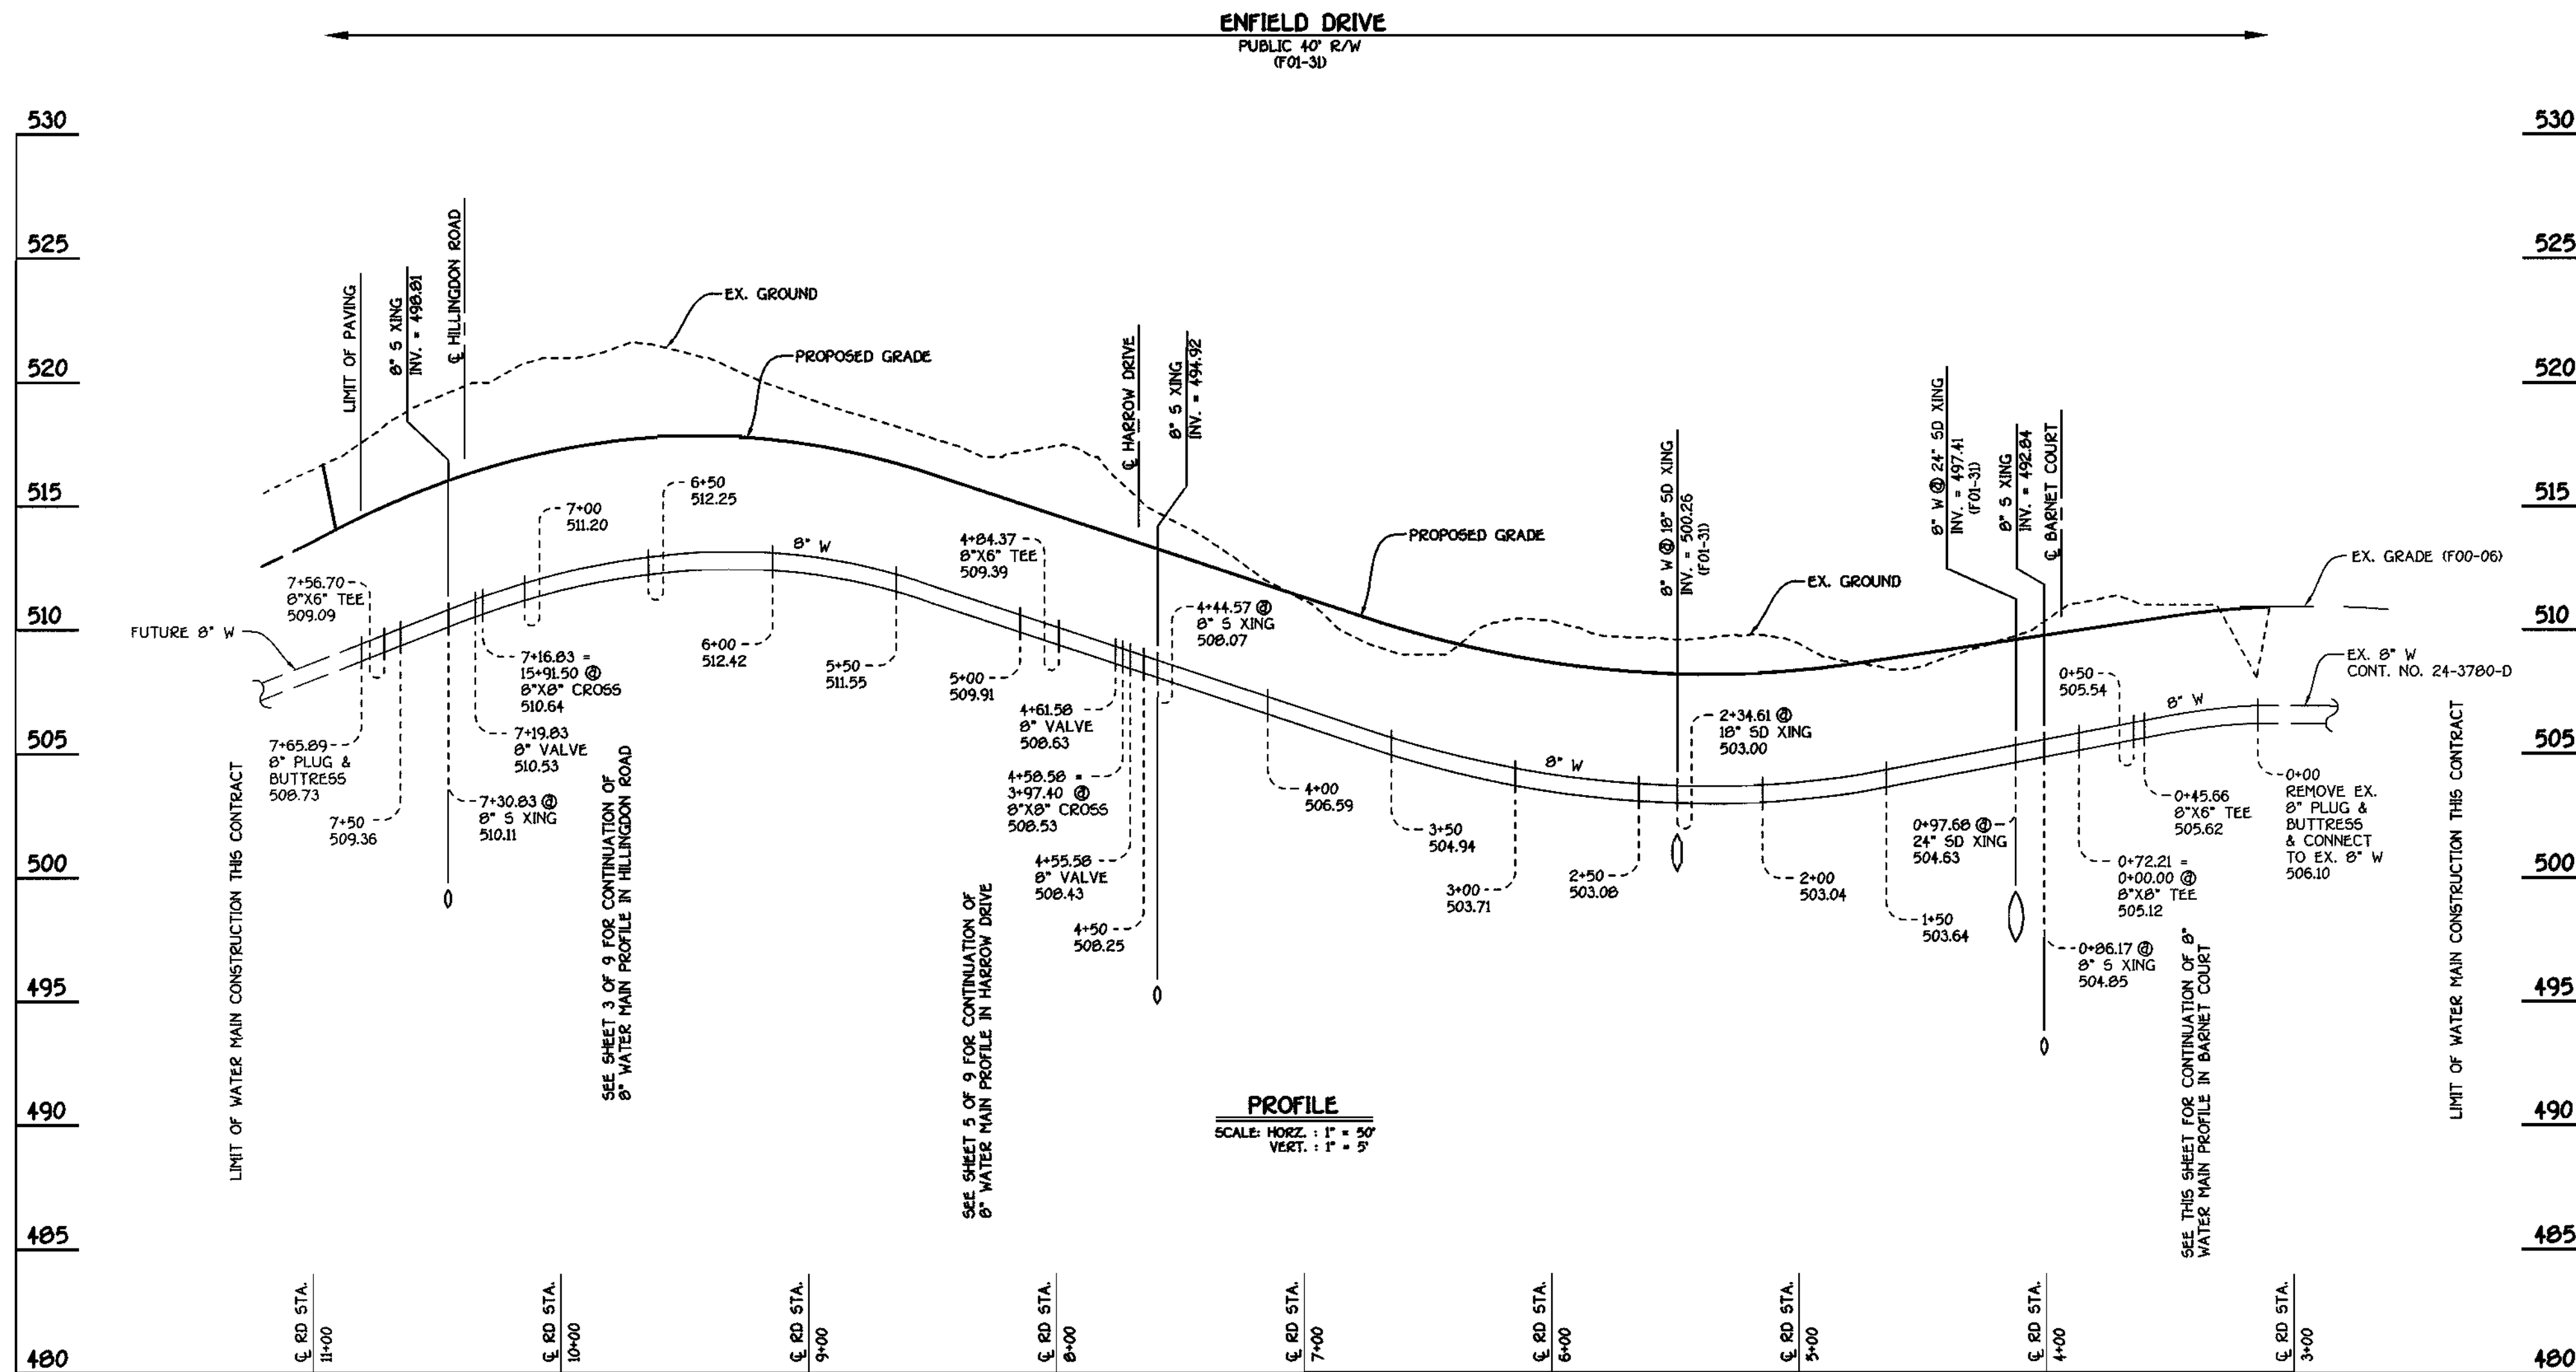 ENFIELD DRIVE
PUBLIC 40' R/W
(F01-31)
530
530
525
525
520
520
515
515
510
510
505
505
500
500
495
495
490
490
485
485
480
480
LIMIT OF PAVING
8" S XING
INV. = 498.81
℄ HILLINGDON ROAD
EX. GROUND
PROPOSED GRADE
6+50
512.25
7+00
511.20
7+56.70
8"X6" TEE
509.09
FUTURE 8" W
7+65.89
8" PLUG &
BUTTRESS
508.73
7+50
509.36
7+16.83 =
15+91.50 @
8"X8" CROSS
510.64
7+19.83
8" VALVE
510.53
7+30.83 @
8" S XING
510.11
LIMIT OF WATER MAIN CONSTRUCTION THIS CONTRACT
SEE SHEET 3 OF 9 FOR CONTINUATION OF
8" WATER MAIN PROFILE IN HILLINGDON ROAD
8" W
6+00
512.42
5+50
511.55
5+00
509.91
4+84.37
8"X6" TEE
509.39
℄ HARROW DRIVE
8" S XING
INV. = 494.92
4+44.57 @
8" S XING
508.07
4+61.58
8" VALVE
508.63
4+58.58 =
3+97.40 @
8"X8" CROSS
508.53
4+55.58
8" VALVE
508.43
4+50
508.25
SEE SHEET 5 OF 9 FOR CONTINUATION OF
8" WATER MAIN PROFILE IN HARROW DRIVE
4+00
506.59
PROPOSED GRADE
3+50
504.94
3+00
503.71
8" W
2+50
503.08
8" W @ 18" SD XING
INV. = 500.26
(F01-31)
2+34.61 @
18" SD XING
503.00
EX. GROUND
2+00
503.04
1+50
503.64
8" W @ 24" SD XING
INV. = 497.41
(F01-31)
8" S XING
INV. = 492.84
℄ BARNET COURT
0+97.68 @
24" SD XING
504.63
0+50
505.54
8" W
EX. GRADE (F00-06)
EX. 8" W
CONT. NO. 24-3780-D
0+00
REMOVE EX.
8" PLUG &
BUTTRESS
& CONNECT
TO EX. 8" W
506.10
0+45.66
8"X6" TEE
505.62
0+72.21 =
0+00.00 @
8"X8" TEE
505.12
0+86.17 @
8" S XING
504.85
SEE THIS SHEET FOR CONTINUATION OF 8"
WATER MAIN PROFILE IN BARNET COURT
LIMIT OF WATER MAIN CONSTRUCTION THIS CONTRACT
PROFILE
SCALE: HORZ. : 1" = 50'
VERT. : 1" = 5'
℄ RD STA.
11+00
℄ RD STA.
10+00
℄ RD STA.
9+00
℄ RD STA.
8+00
℄ RD STA.
7+00
℄ RD STA.
6+00
℄ RD STA.
5+00
℄ RD STA.
4+00
℄ RD STA.
3+00